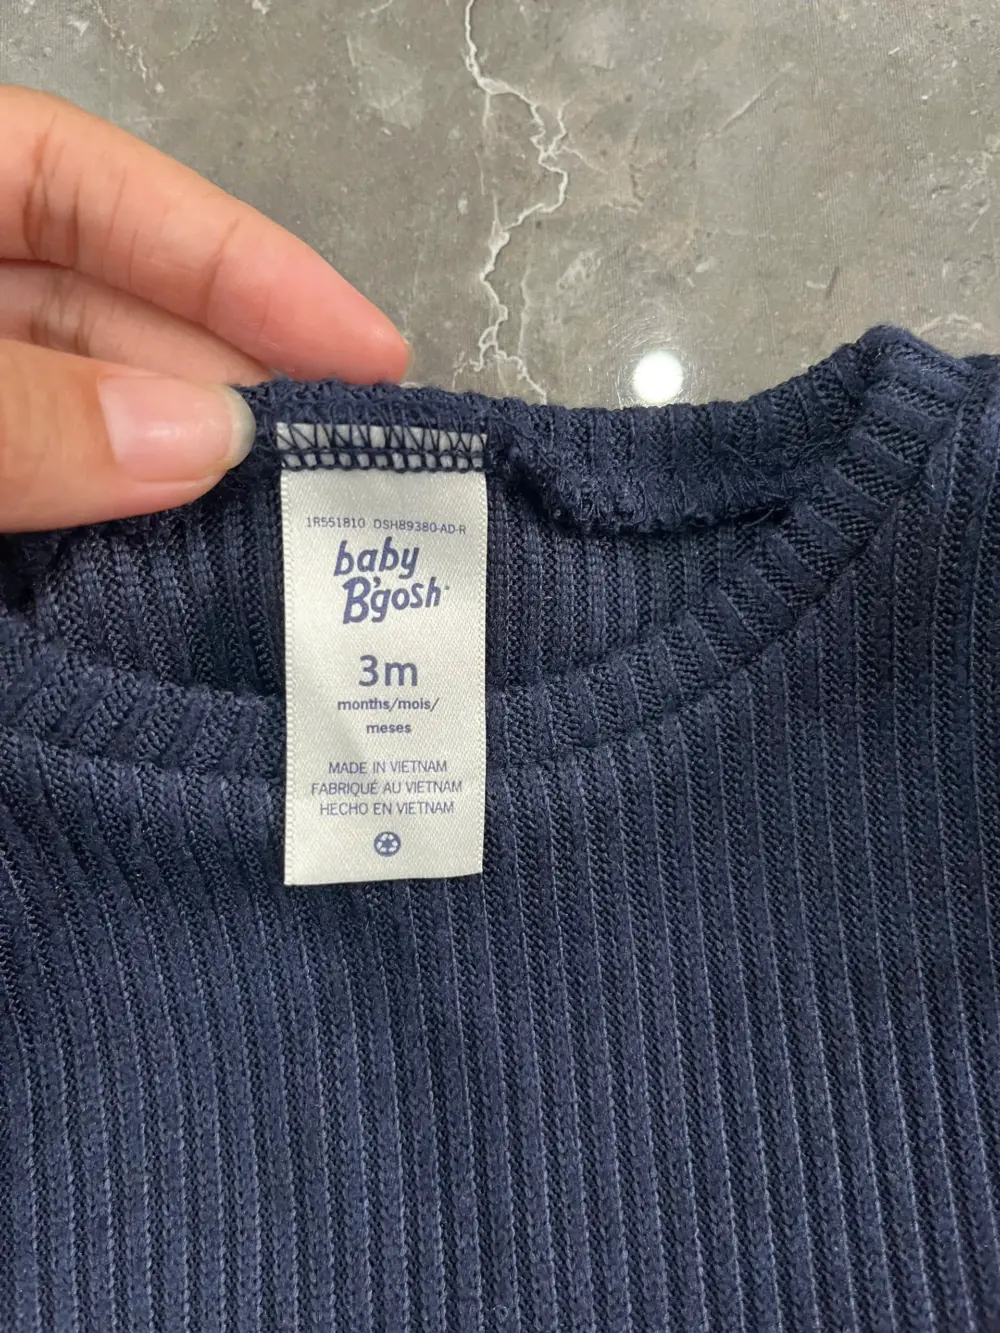 1R551810 DSH89380-AD-R
baby
B'gosh
3m
months/mois/
meses
MADE IN VIETNAM
FABRIQUÉ AU VIETNAM
HECHO EN VIETNAM